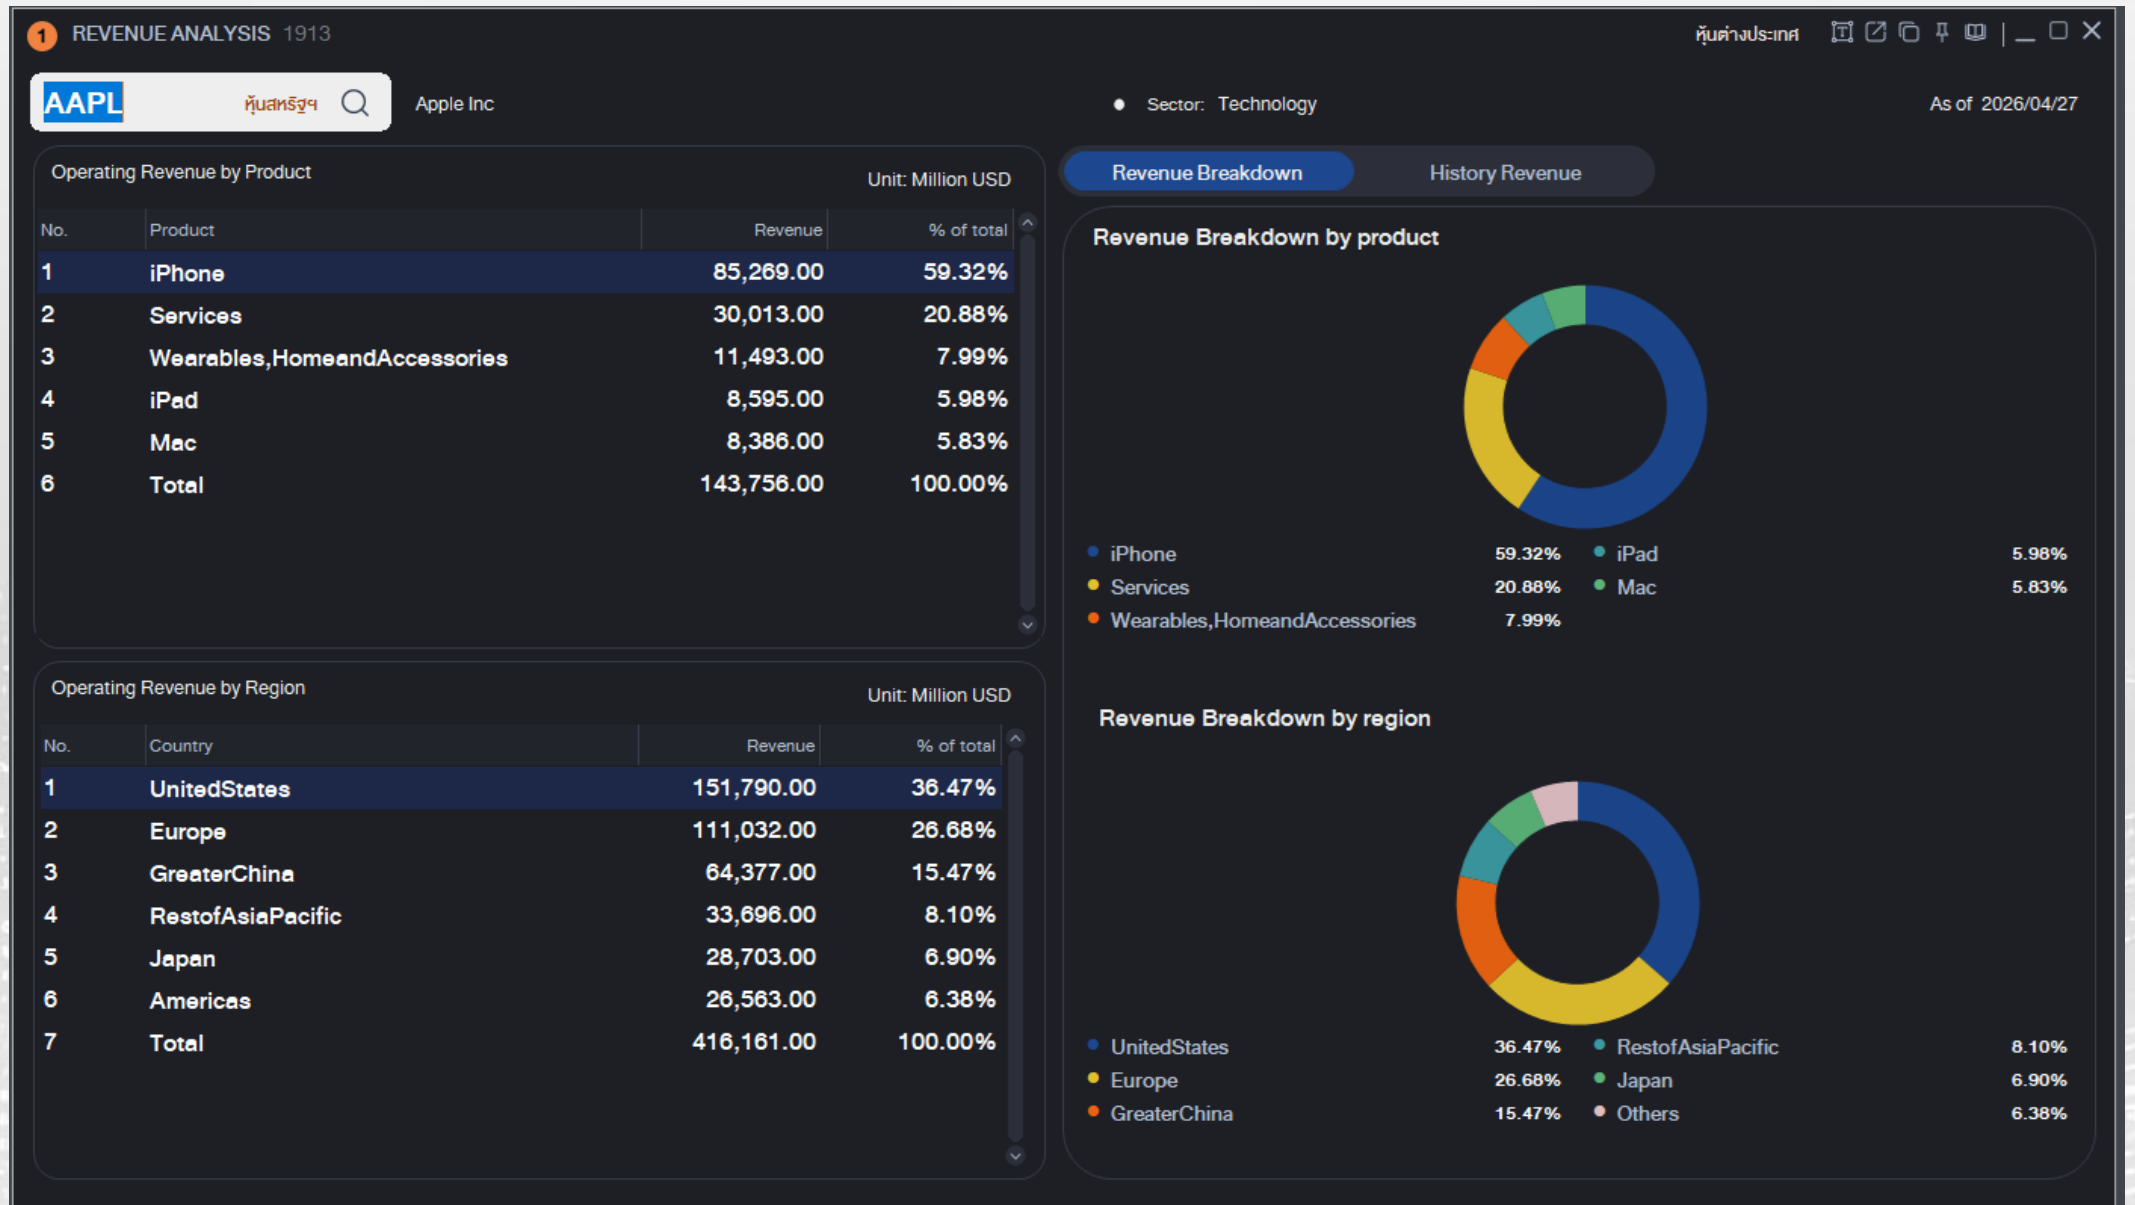 1 REVENUE ANALYSIS 1913 หุ้นต่างประเทศ
AAPL หุ้นสหรัฐฯ Apple Inc Sector: Technology As of 2026/04/27
Operating Revenue by Product Unit: Million USD
No. Product Revenue % of total
1 iPhone 85,269.00 59.32%
2 Services 30,013.00 20.88%
3 Wearables,HomeandAccessories 11,493.00 7.99%
4 iPad 8,595.00 5.98%
5 Mac 8,386.00 5.83%
6 Total 143,756.00 100.00%
Operating Revenue by Region Unit: Million USD
No. Country Revenue % of total
1 UnitedStates 151,790.00 36.47%
2 Europe 111,032.00 26.68%
3 GreaterChina 64,377.00 15.47%
4 RestofAsiaPacific 33,696.00 8.10%
5 Japan 28,703.00 6.90%
6 Americas 26,563.00 6.38%
7 Total 416,161.00 100.00%
Revenue Breakdown History Revenue
Revenue Breakdown by product
iPhone 59.32% iPad 5.98%
Services 20.88% Mac 5.83%
Wearables,HomeandAccessories 7.99%
Revenue Breakdown by region
UnitedStates 36.47% RestofAsiaPacific 8.10%
Europe 26.68% Japan 6.90%
GreaterChina 15.47% Others 6.38%